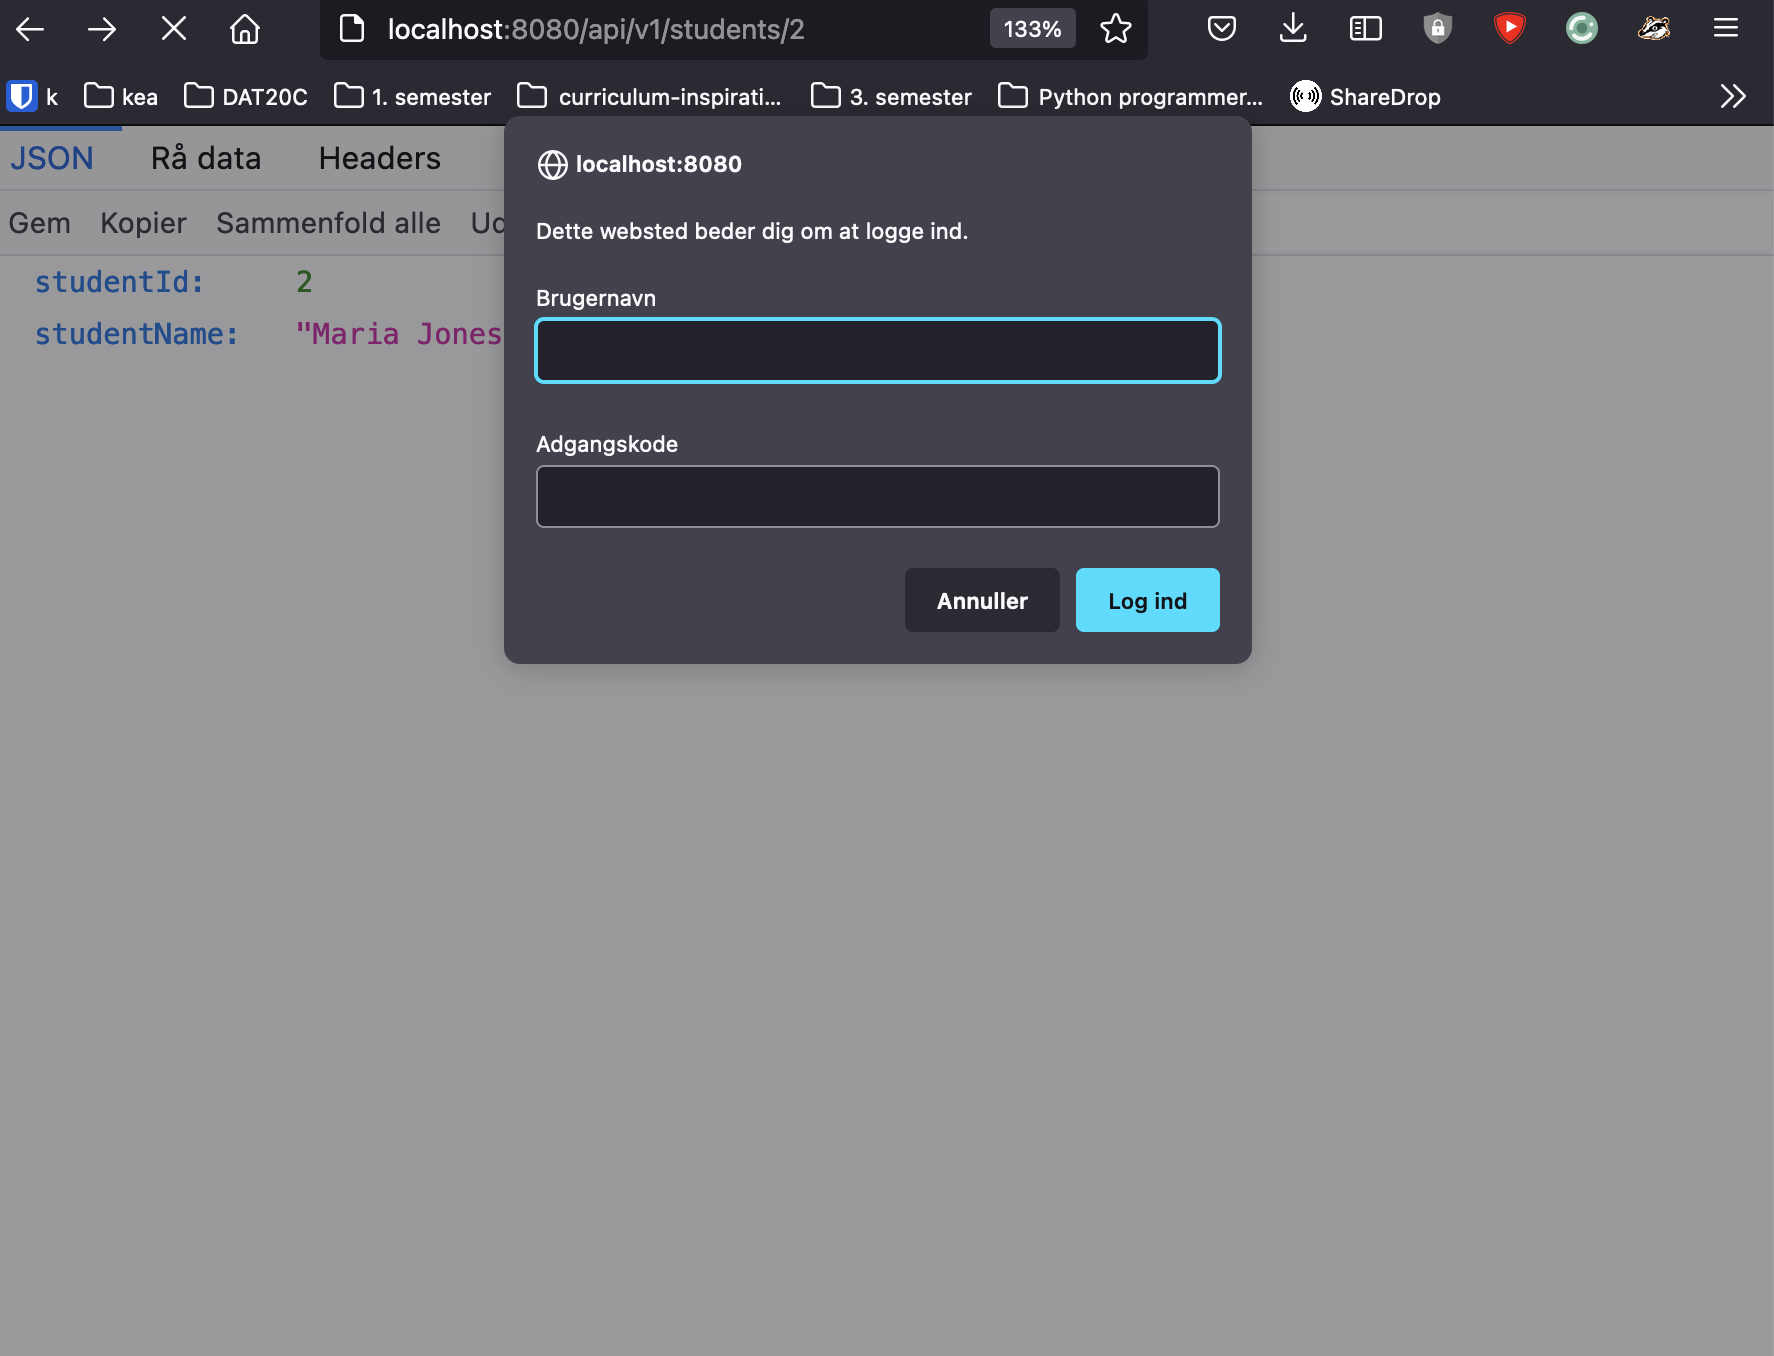 localhost:8080/api/v1/students/2 133%
k kea DAT20C 1. semester curriculum-inspirati... 3. semester Python programmer... ShareDrop
JSON Rå data Headers
Gem Kopier Sammenfold alle Ud
studentId: 2
studentName: "Maria Jones
localhost:8080
Dette websted beder dig om at logge ind.
Brugernavn
Adgangskode
Annuller Log ind